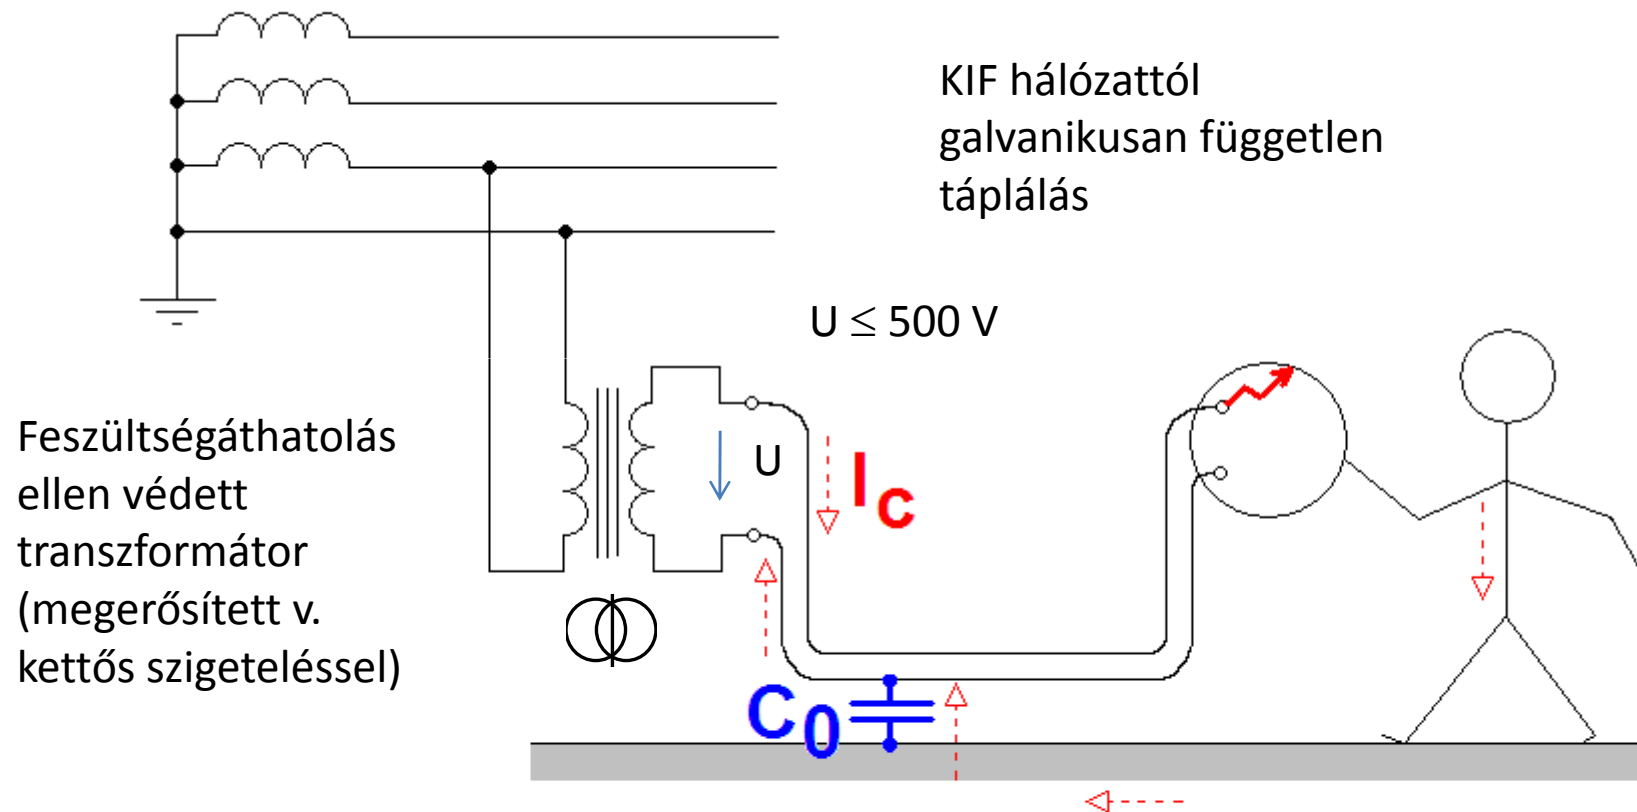 KIF hálózattól
galvanikusan független
táplálás
U ≤ 500 V
Feszültségáthatolás
ellen védett
transzformátor
(megerősített v.
kettős szigeteléssel)
U
Ic
C0